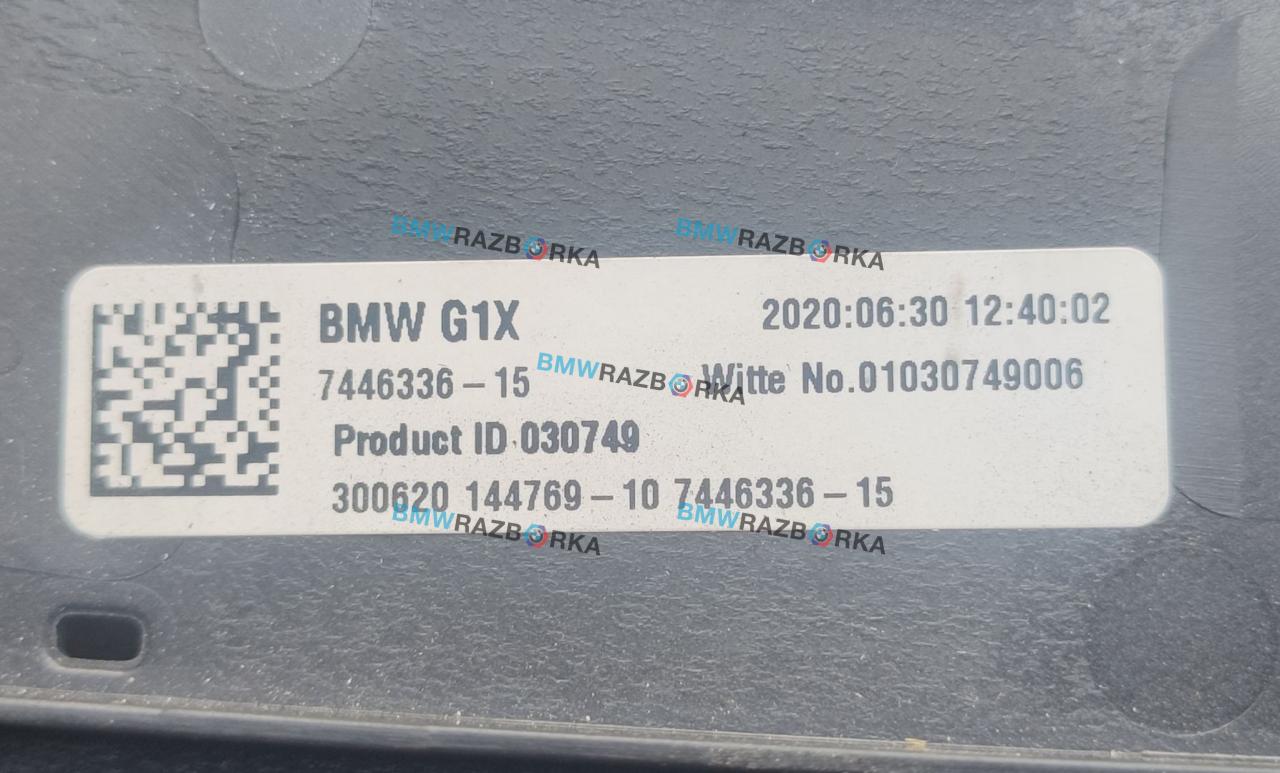 BMWRAZBORKA BMWRAZBORKA
BMW G1X 2020:06:30 12:40:02
7446336-15 BMWRAZBORKA Witte No.01030749006
Product ID 030749
300620 144769-10 7446336-15
BMWRAZBORKA BMWRAZBORKA